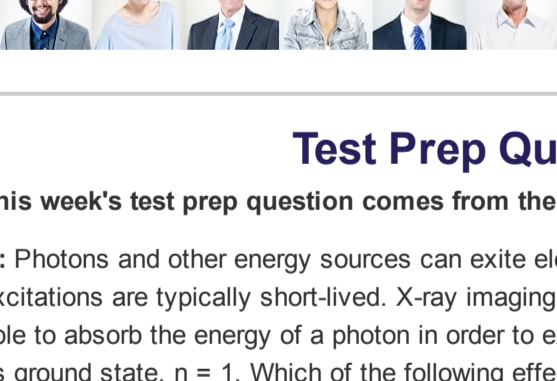 Test Prep Qu
his week's test prep question comes from the
: Photons and other energy sources can exite el
xcitations are typically short-lived. X-ray imaging
ble to absorb the energy of a photon in order to e
s ground state, n = 1. Which of the following effe